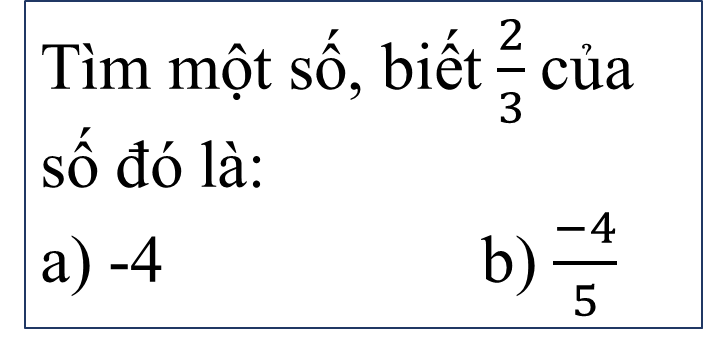 Tìm một số, biết 2/3 của
số đó là:
a) -4 b) −4/5